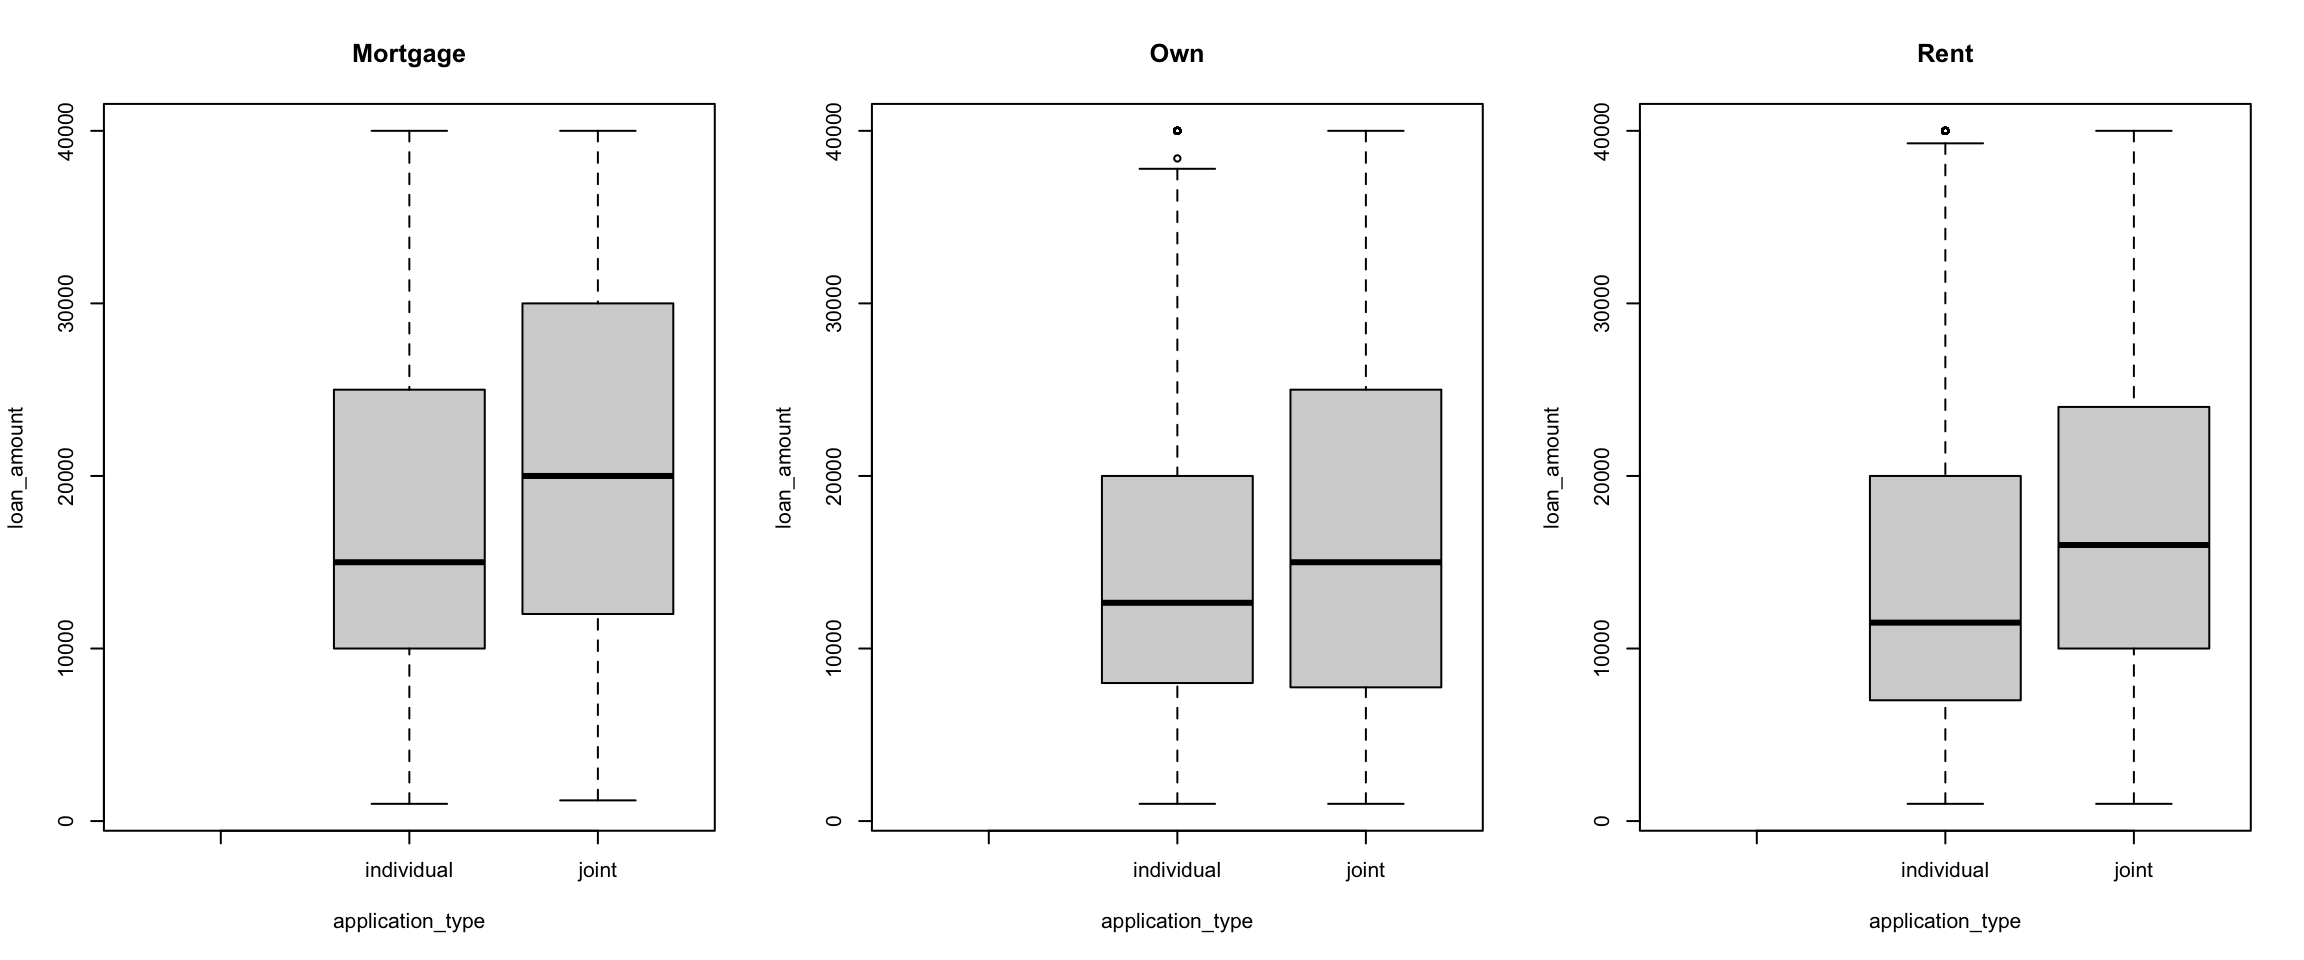 Mortgage
loan_amount
40000
30000
20000
10000
0
individual joint
application_type
Own
loan_amount
40000
30000
20000
10000
0
individual joint
application_type
Rent
loan_amount
40000
30000
20000
10000
0
individual joint
application_type